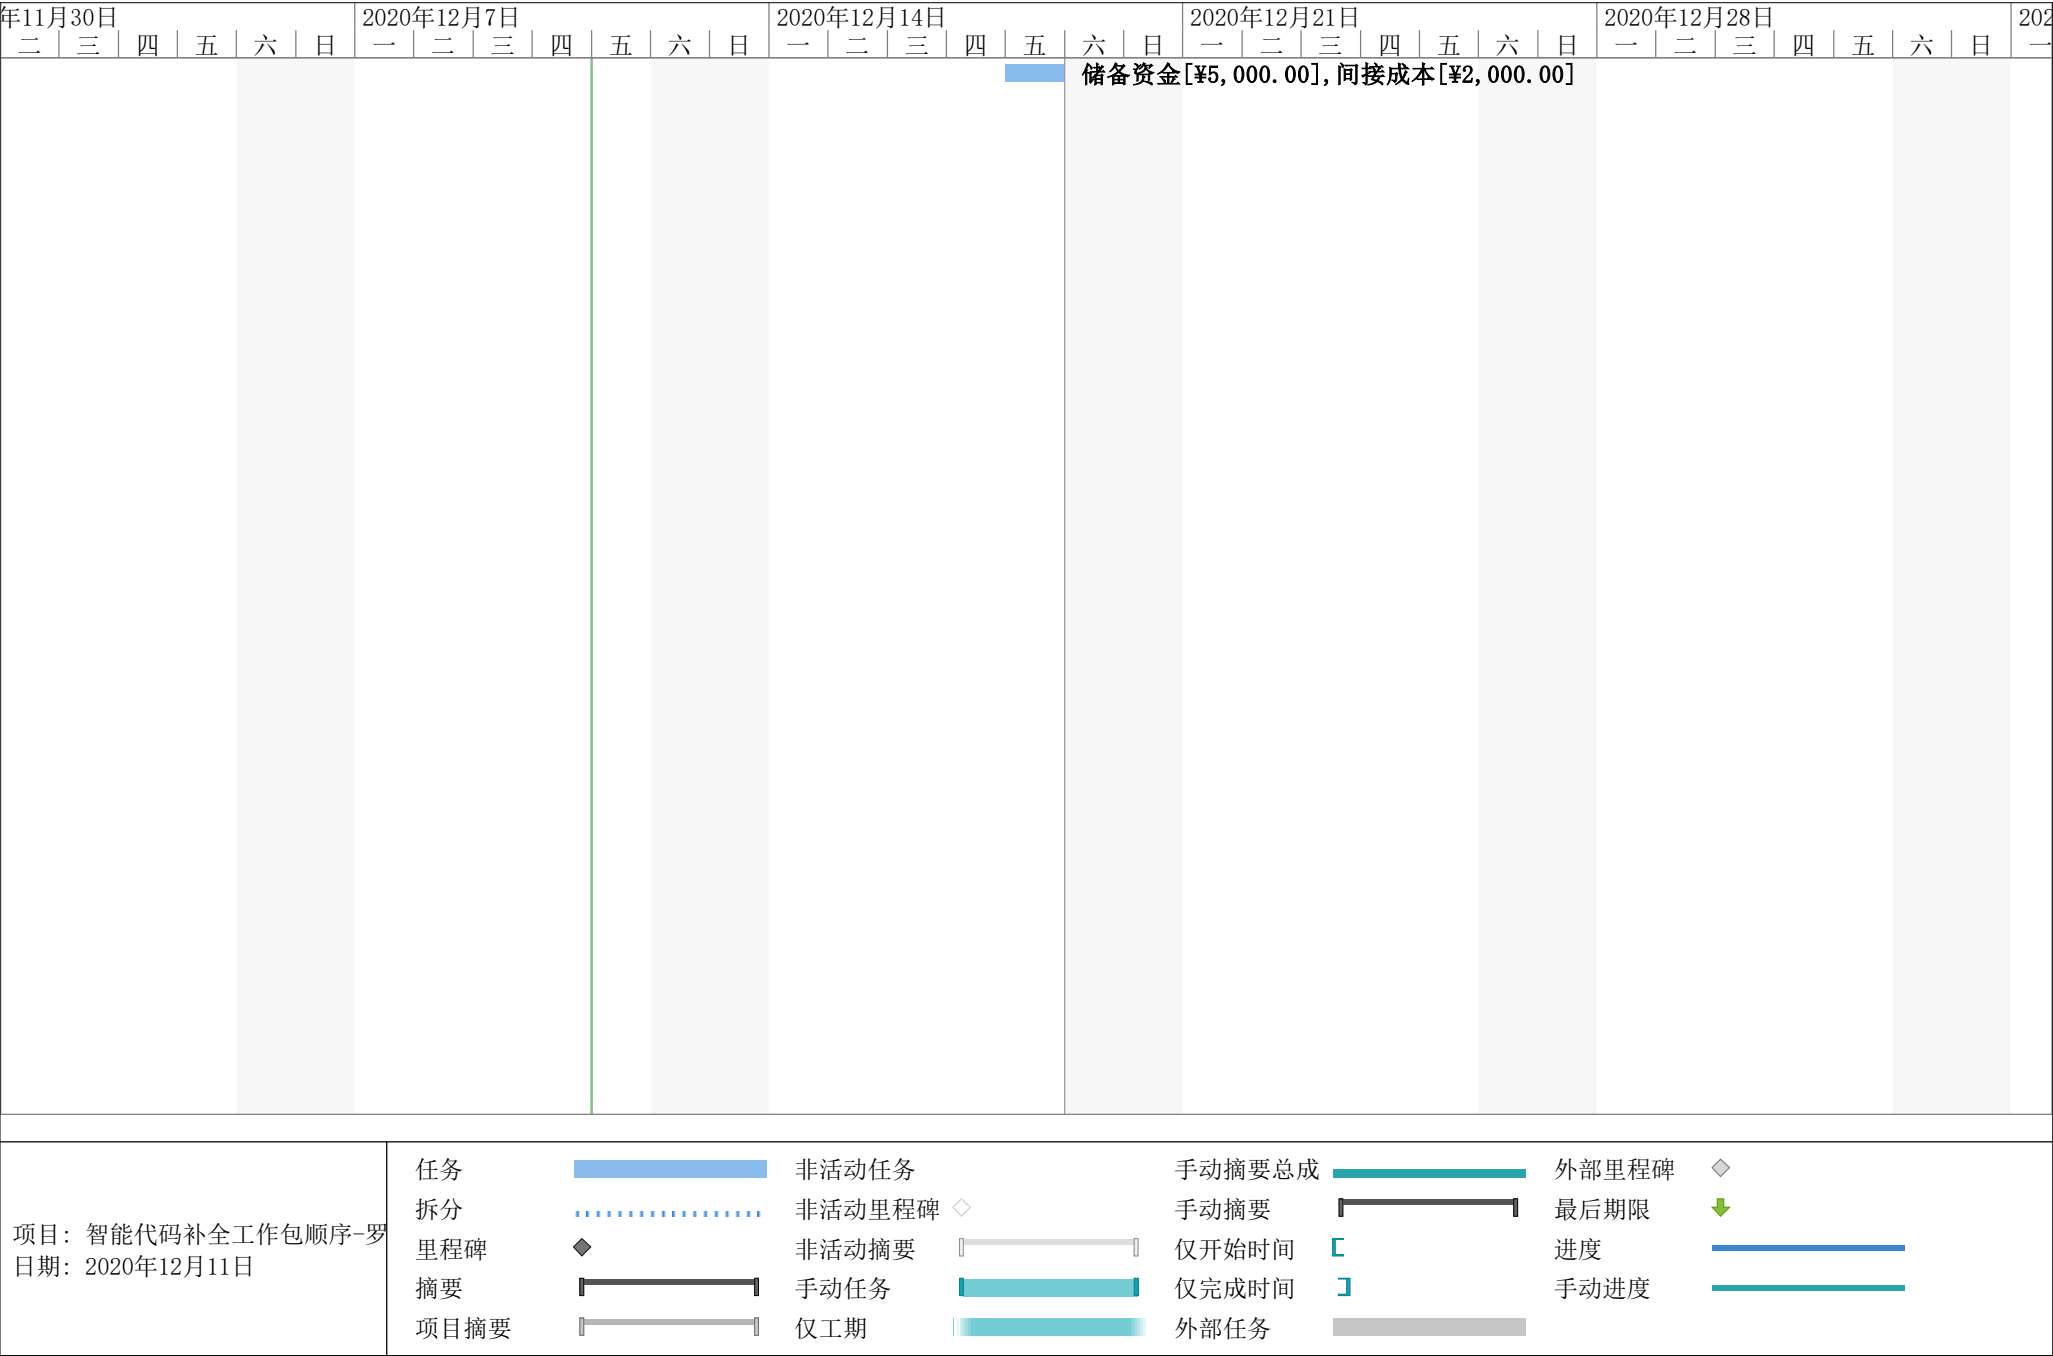 年11月30日 2020年12月7日 2020年12月14日 2020年12月21日 2020年12月28日 202
二 三 四 五 六 日 一 二 三 四 五 六 日 一 二 三 四 五 六 日 一 二 三 四 五 六 日 一 二 三 四 五 六 日 一
储备资金[¥5,000.00],间接成本[¥2,000.00]
项目: 智能代码补全工作包顺序-罗
日期: 2020年12月11日
任务
拆分
里程碑
摘要
项目摘要
非活动任务
非活动里程碑
非活动摘要
手动任务
仅工期
手动摘要总成
手动摘要
仅开始时间
仅完成时间
外部任务
外部里程碑
最后期限
进度
手动进度